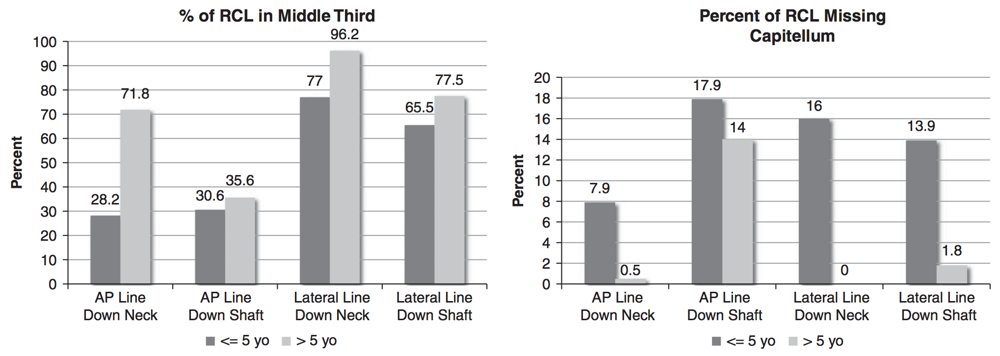 % of RCL in Middle Third
Percent
100
90
80
70
60
50
40
30
20
10
0
28.2
71.8
30.6
35.6
77
96.2
65.5
77.5
AP Line
Down Neck
AP Line
Down Shaft
Lateral Line
Down Neck
Lateral Line
Down Shaft
<= 5 yo
> 5 yo
Percent of RCL Missing
Capitellum
Percent
20
18
16
14
12
10
8
6
4
2
0
7.9
0.5
17.9
14
16
0
13.9
1.8
AP Line
Down Neck
AP Line
Down Shaft
Lateral Line
Down Neck
Lateral Line
Down Shaft
<= 5 yo
> 5 yo